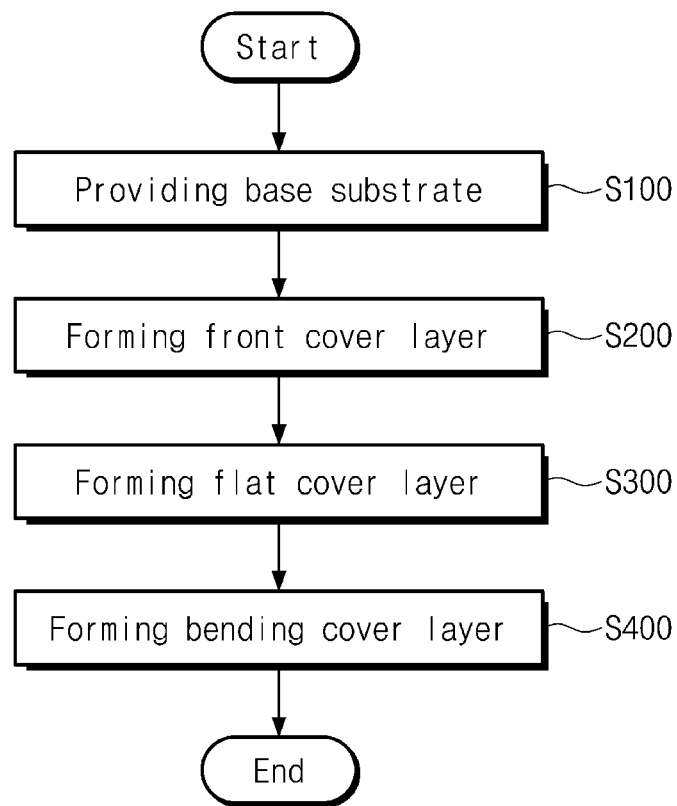 Start
Providing base substrate
S100
Forming front cover layer
S200
Forming flat cover layer
S300
Forming bending cover layer
S400
End